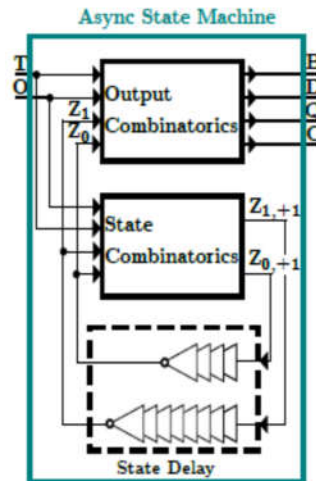 Async State Machine
T
O
Z1
Z0
Output
Combinatorics
State
Combinatorics
Z1,+1
Z0,+1
State Delay